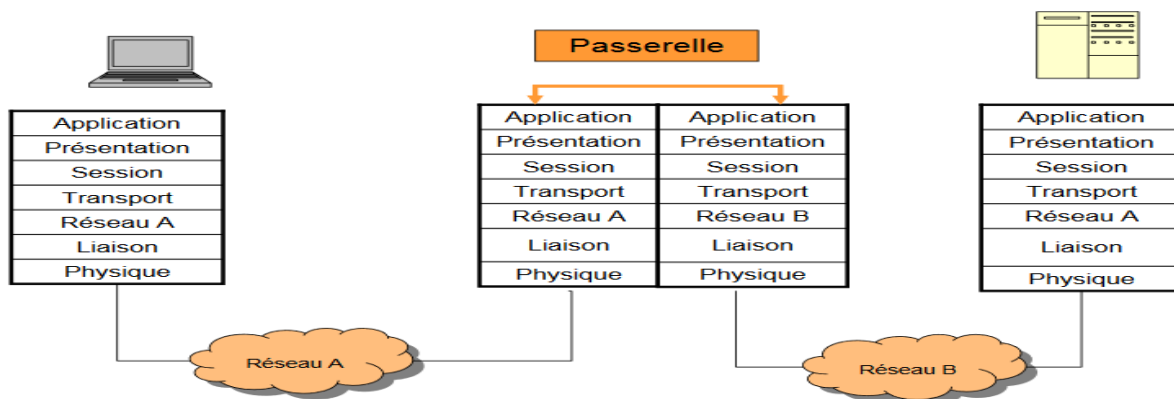 Passerelle
Application
Présentation
Session
Transport
Réseau A
Liaison
Physique
Application
Présentation
Session
Transport
Réseau A
Liaison
Physique
Application
Présentation
Session
Transport
Réseau B
Liaison
Physique
Application
Présentation
Session
Transport
Réseau A
Liaison
Physique
Réseau A
Réseau B